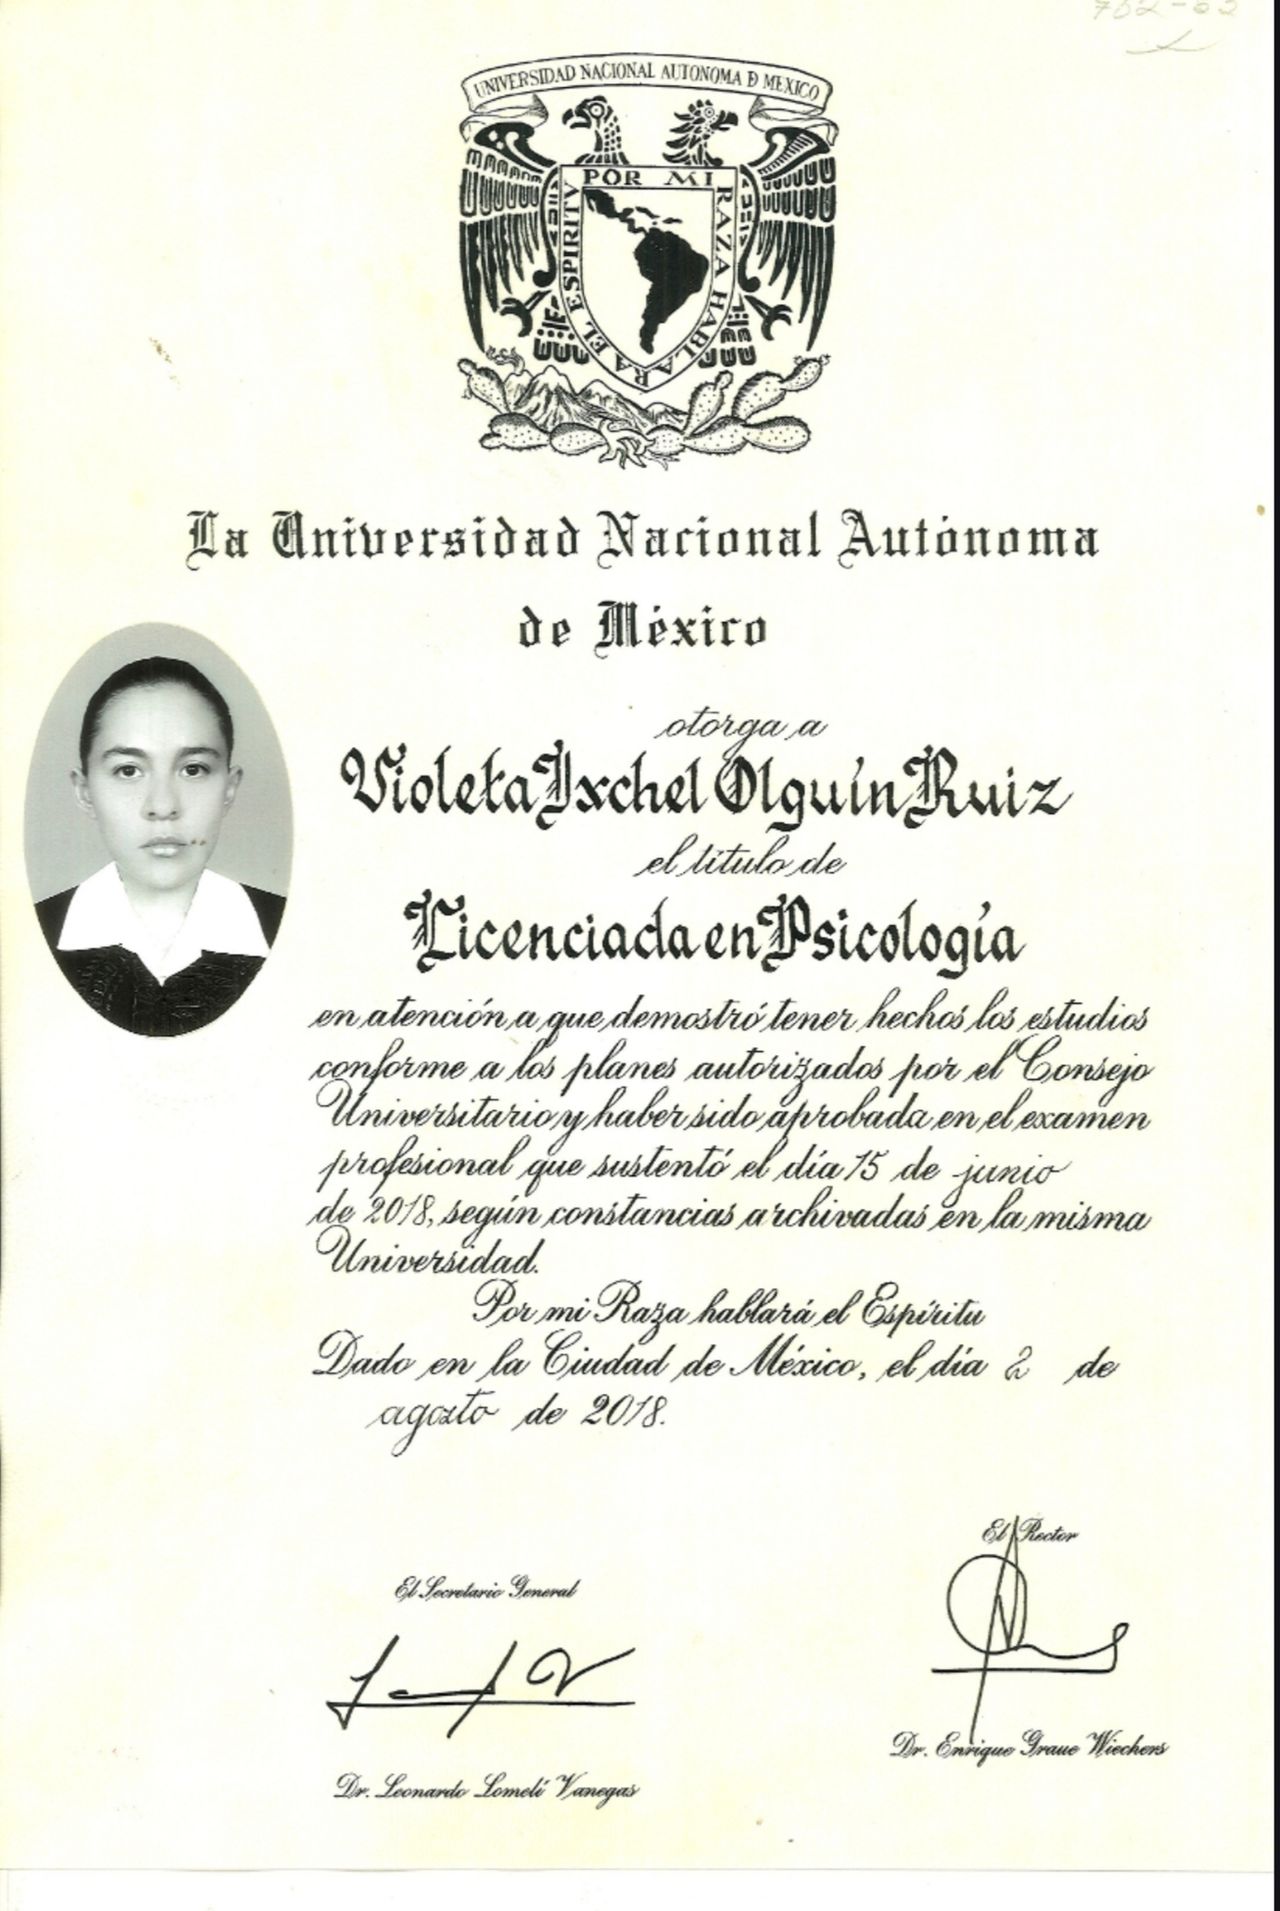 762-62
UNIVERSIDAD NACIONAL AUTONOMA D MEXICO
POR MI RAZA HABLARA EL ESPIRITV
La Universidad Nacional Autónoma
de México
otorga a
Violeta Ixchel Olguín Ruiz
el título de
Licenciada en Psicología
en atención a que demostró tener hechos los estudios
conforme a los planes autorizados por el Consejo
Universitario y haber sido aprobada en el examen
profesional que sustentó el día 15 de junio
de 2018, según constancias archivadas en la misma
Universidad.
Por mi Raza hablará el Espíritu
Dado en la Ciudad de México, el día 2 de
agosto de 2018.
El Rector
El Secretario General
Dr. Enrique Graue Wiechers
Dr. Leonardo Lomelí Vanegas